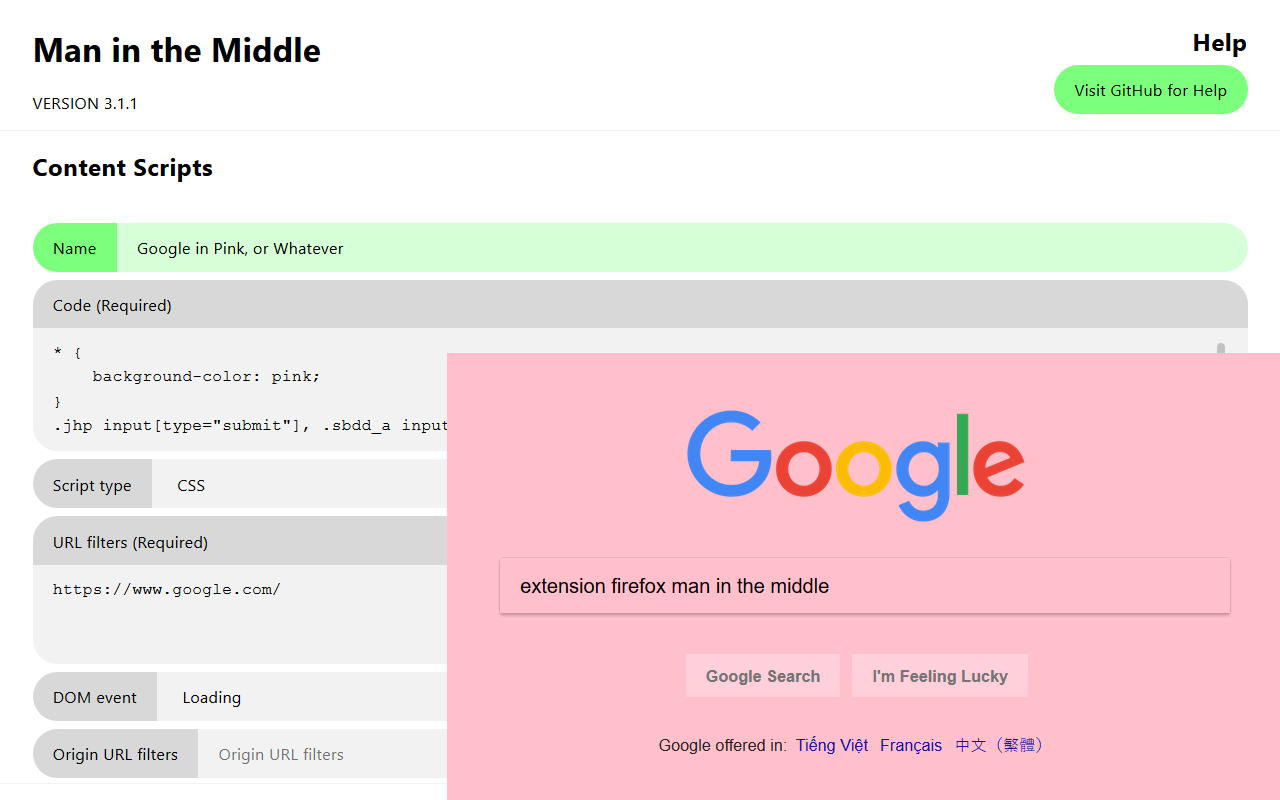 Man in the Middle
Help
VERSION 3.1.1
Visit GitHub for Help
Content Scripts
Name
Google in Pink, or Whatever
Code (Required)
* {
    background-color: pink;
}
.jhp input[type="submit"], .sbdd_a input
Script type
CSS
URL filters (Required)
https://www.google.com/
DOM event
Loading
Origin URL filters
Origin URL filters
Google
extension firefox man in the middle
Google Search
I'm Feeling Lucky
Google offered in: Tiếng Việt Français 中文（繁體）